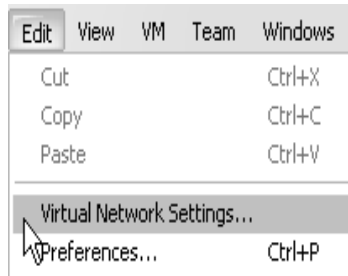 Edit View VM Team Windows
Cut Ctrl+X
Copy Ctrl+C
Paste Ctrl+V
Virtual Network Settings...
Preferences... Ctrl+P